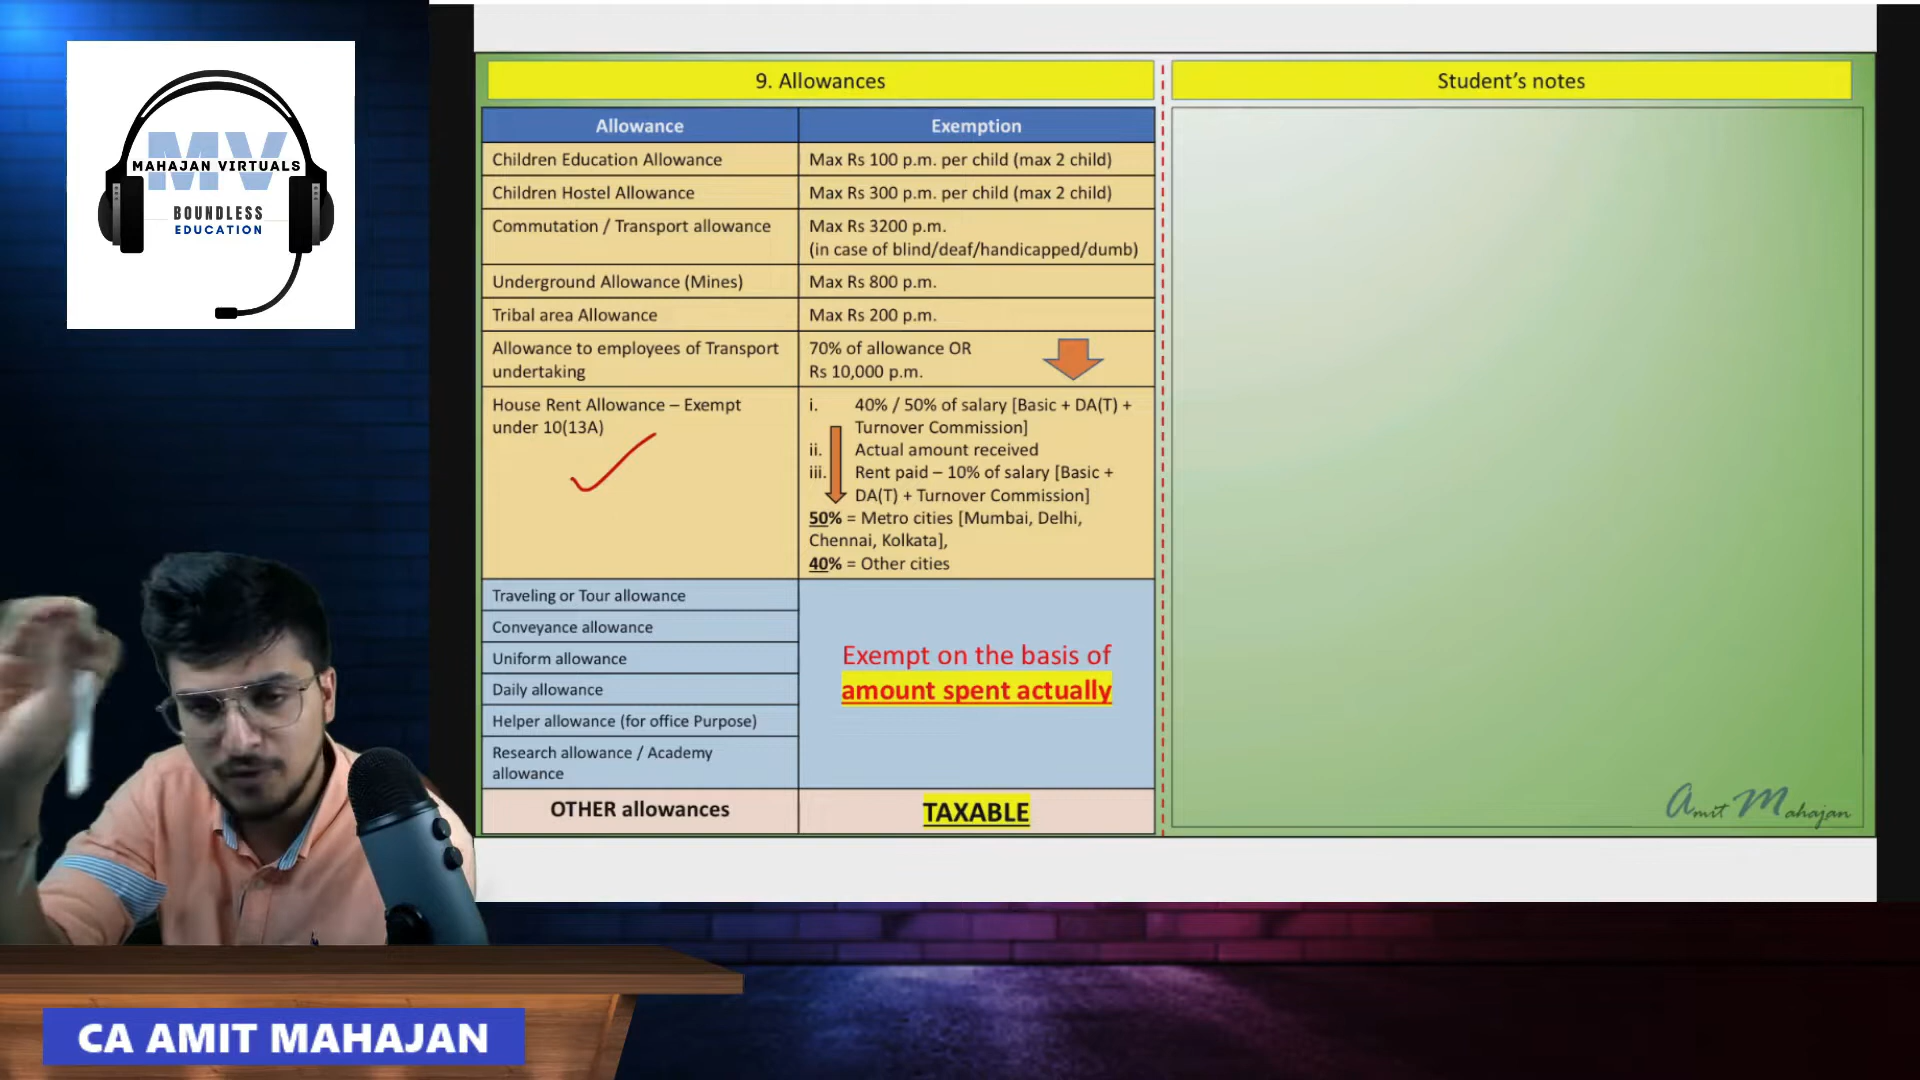 MV
MAHAJAN VIRTUALS
BOUNDLESS
EDUCATION
9. Allowances
Allowance Exemption
Children Education Allowance Max Rs 100 p.m. per child (max 2 child)
Children Hostel Allowance Max Rs 300 p.m. per child (max 2 child)
Commutation / Transport allowance Max Rs 3200 p.m.
(in case of blind/deaf/handicapped/dumb)
Underground Allowance (Mines) Max Rs 800 p.m.
Tribal area Allowance Max Rs 200 p.m.
Allowance to employees of Transport
undertaking
70% of allowance OR
Rs 10,000 p.m.
House Rent Allowance – Exempt
under 10(13A)
i. 40% / 50% of salary [Basic + DA(T) +
Turnover Commission]
ii. Actual amount received
iii. Rent paid – 10% of salary [Basic +
DA(T) + Turnover Commission]
50% = Metro cities [Mumbai, Delhi,
Chennai, Kolkata],
40% = Other cities
Traveling or Tour allowance
Conveyance allowance
Uniform allowance
Daily allowance
Helper allowance (for office Purpose)
Research allowance / Academy
allowance
Exempt on the basis of
amount spent actually
OTHER allowances TAXABLE
Student’s notes
Amit Mahajan
CA AMIT MAHAJAN